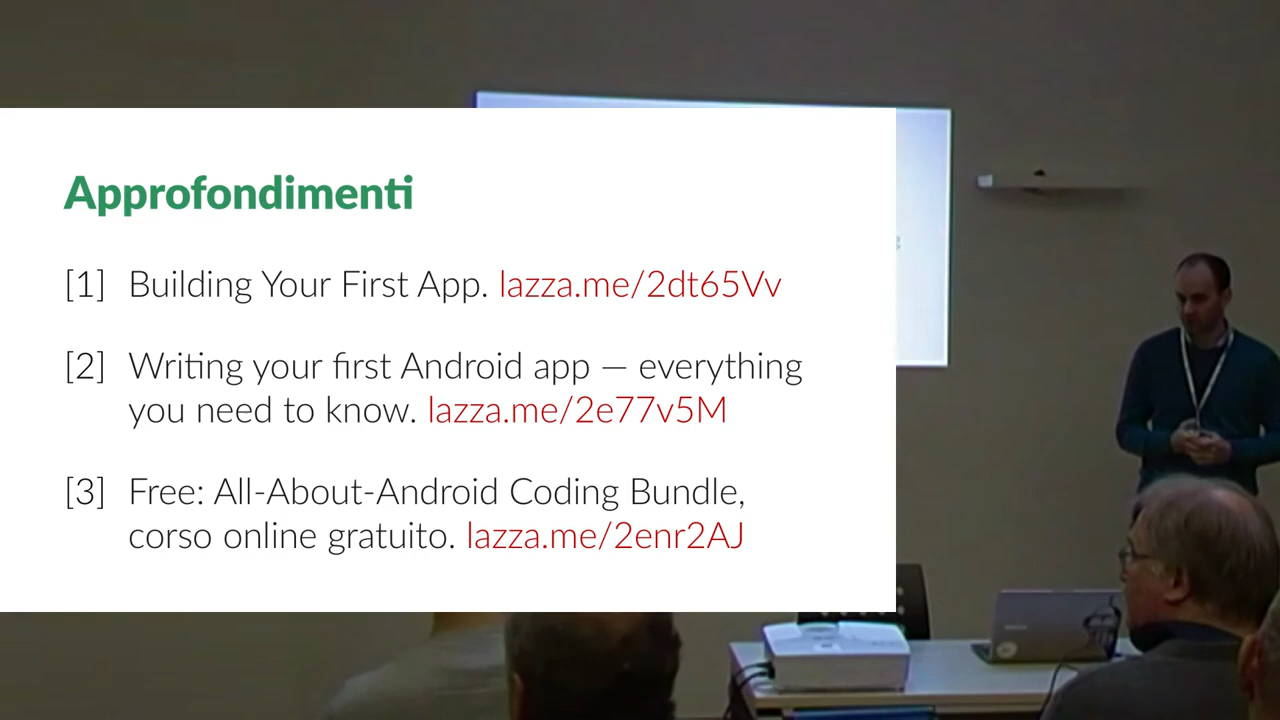 Approfondimenti
[1] Building Your First App. lazza.me/2dt65Vv
[2] Writing your first Android app — everything
you need to know. lazza.me/2e77v5M
[3] Free: All-About-Android Coding Bundle,
corso online gratuito. lazza.me/2enr2AJ